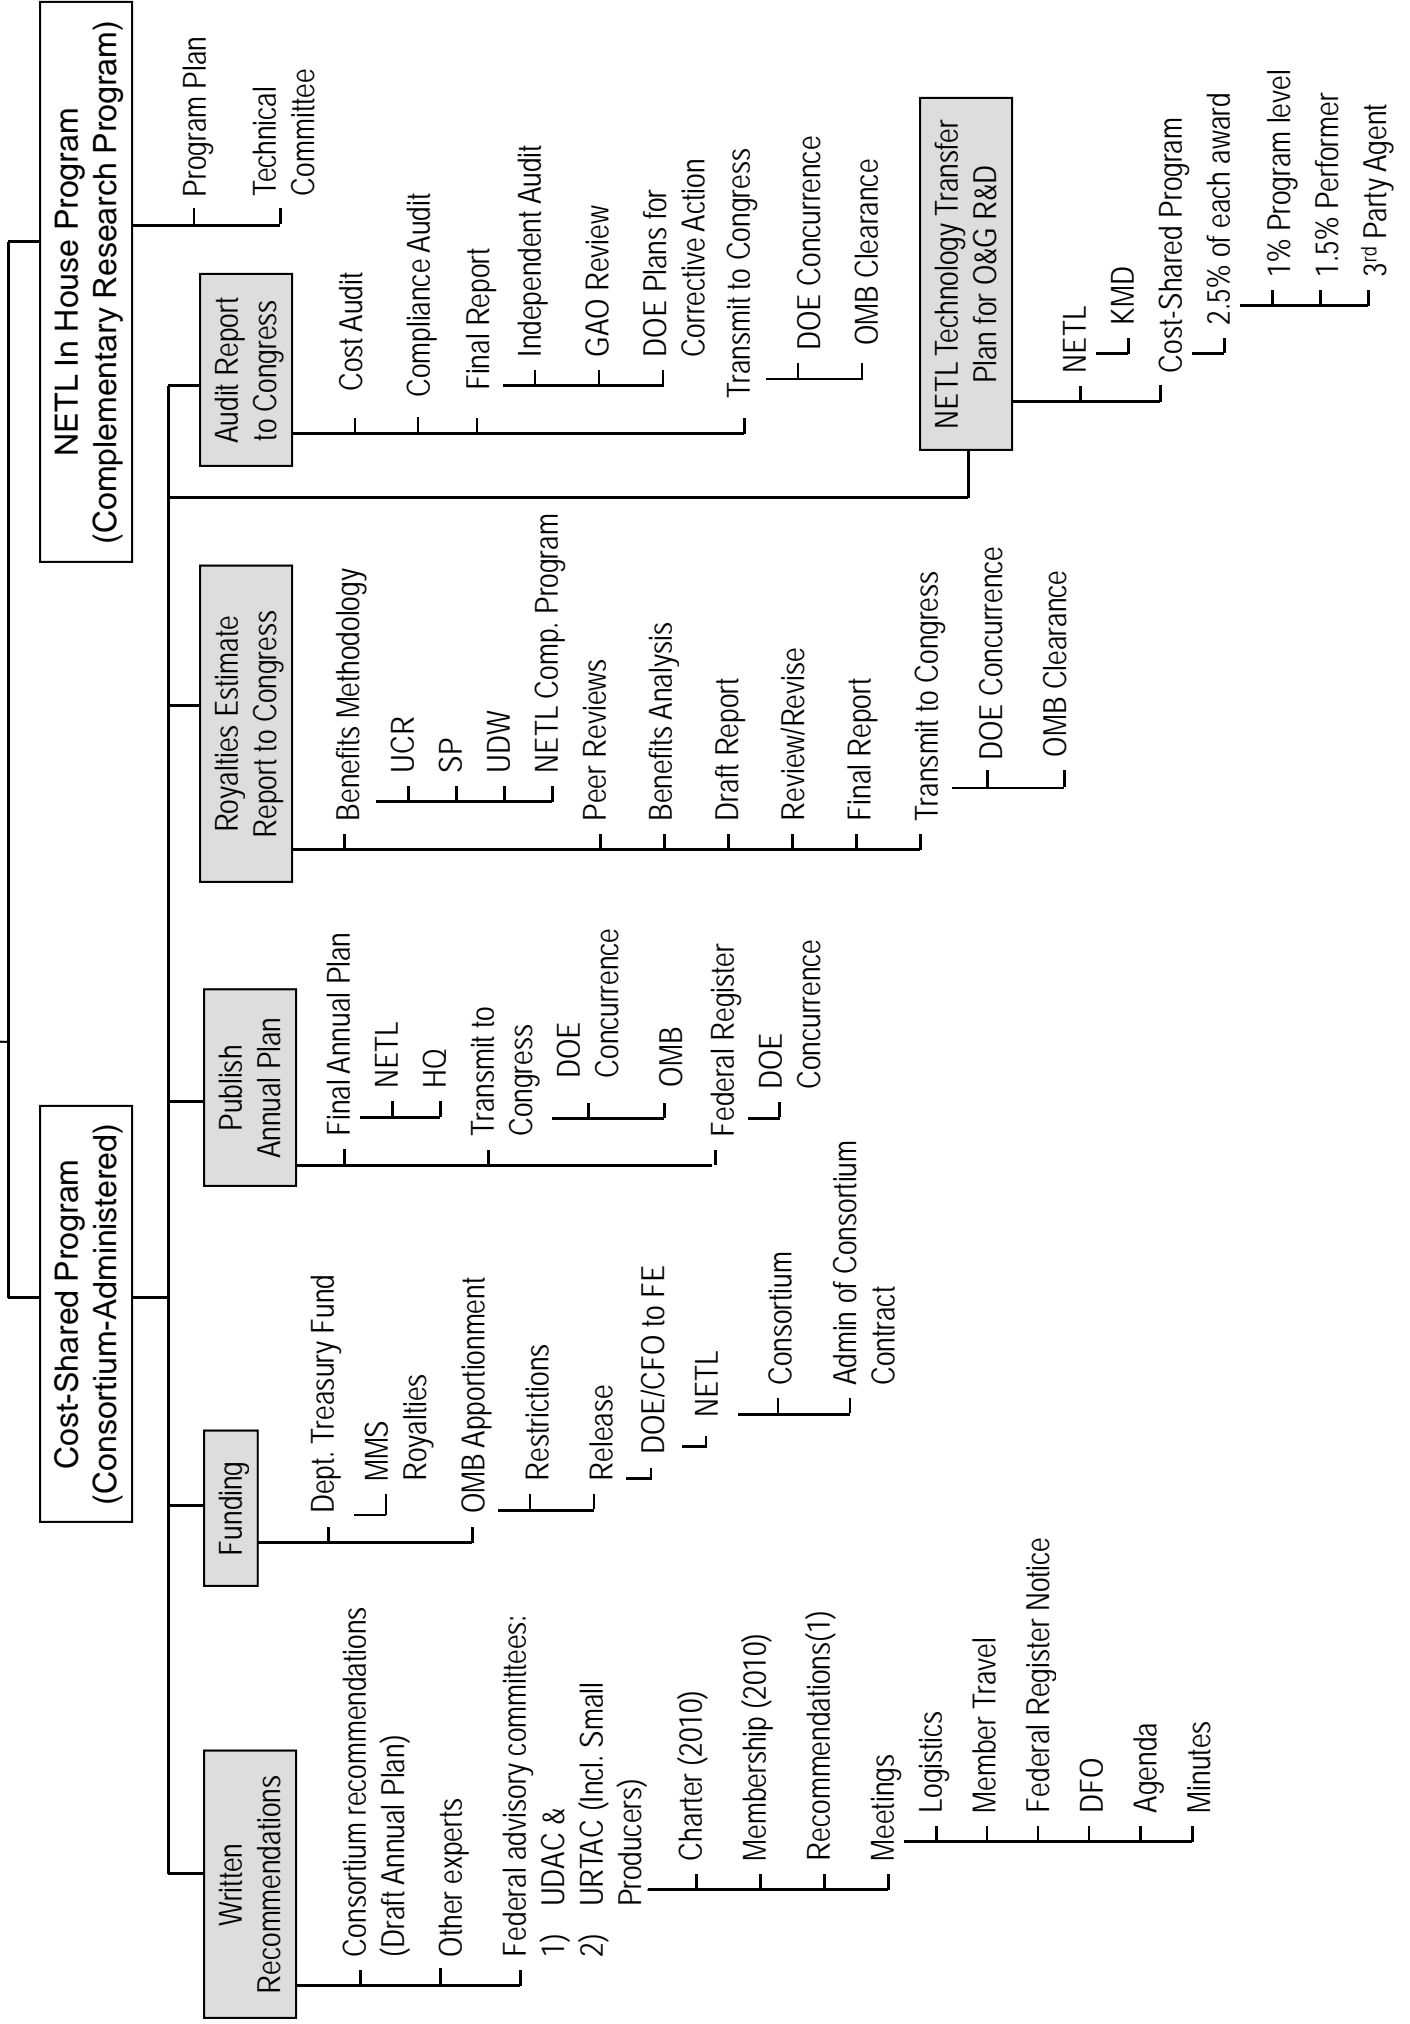 Cost-Shared Program
(Consortium-Administered)
NETL In House Program
(Complementary Research Program)
Program Plan
Technical
Committee
Written
Recommendations
Consortium recommendations
(Draft Annual Plan)
Other experts
Federal advisory committees:
1) UDAC &
2) URTAC (Incl. Small
Producers)
Charter (2010)
Membership (2010)
Recommendations(1)
Meetings
Logistics
Member Travel
Federal Register Notice
DFO
Agenda
Minutes
Funding
Dept. Treasury Fund
MMS
Royalties
OMB Apportionment
Restrictions
Release
DOE/CFO to FE
NETL
Consortium
Admin of Consortium
Contract
Publish
Annual Plan
Final Annual Plan
NETL
HQ
Transmit to
Congress
DOE
Concurrence
OMB
Federal Register
DOE
Concurrence
Royalties Estimate
Report to Congress
Benefits Methodology
UCR
SP
UDW
NETL Comp. Program
Peer Reviews
Benefits Analysis
Draft Report
Review/Revise
Final Report
Transmit to Congress
DOE Concurrence
OMB Clearance
Audit Report
to Congress
Cost Audit
Compliance Audit
Final Report
Independent Audit
GAO Review
DOE Plans for
Corrective Action
Transmit to Congress
DOE Concurrence
OMB Clearance
NETL Technology Transfer
Plan for O&G R&D
NETL
KMD
Cost-Shared Program
2.5% of each award
1% Program level
1.5% Performer
3rd Party Agent